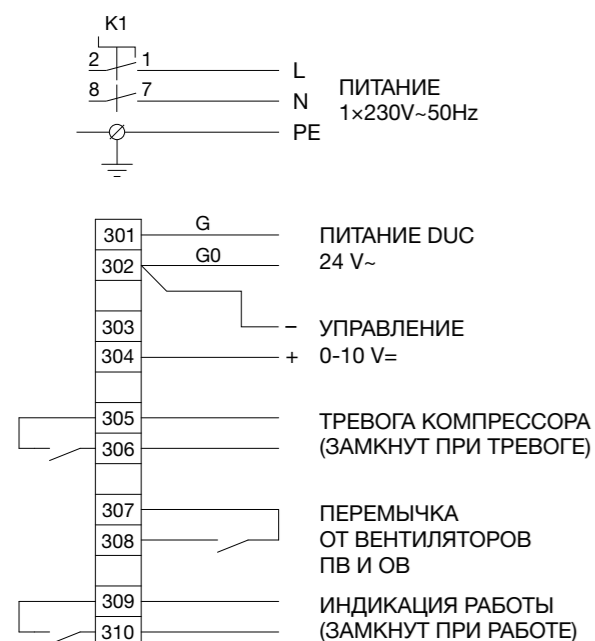 K1
2 1 L
8 7 N
PE
ПИТАНИЕ
1×230V~50Hz
301 G
302 G0
ПИТАНИЕ DUC
24 V~
303 –
304 +
УПРАВЛЕНИЕ
0-10 V=
305
306
ТРЕВОГА КОМПРЕССОРА
(ЗАМКНУТ ПРИ ТРЕВОГЕ)
307
308
ПЕРЕМЫЧКА
ОТ ВЕНТИЛЯТОРОВ
ПВ И ОВ
309
310
ИНДИКАЦИЯ РАБОТЫ
(ЗАМКНУТ ПРИ РАБОТЕ)